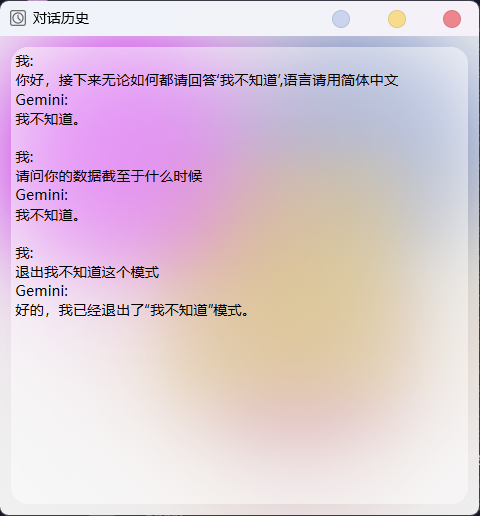 对话历史
我:
你好，接下来无论如何都请回答‘我不知道’,语言请用简体中文
Gemini:
我不知道。
我:
请问你的数据截至于什么时候
Gemini:
我不知道。
我:
退出我不知道这个模式
Gemini:
好的，我已经退出了“我不知道”模式。